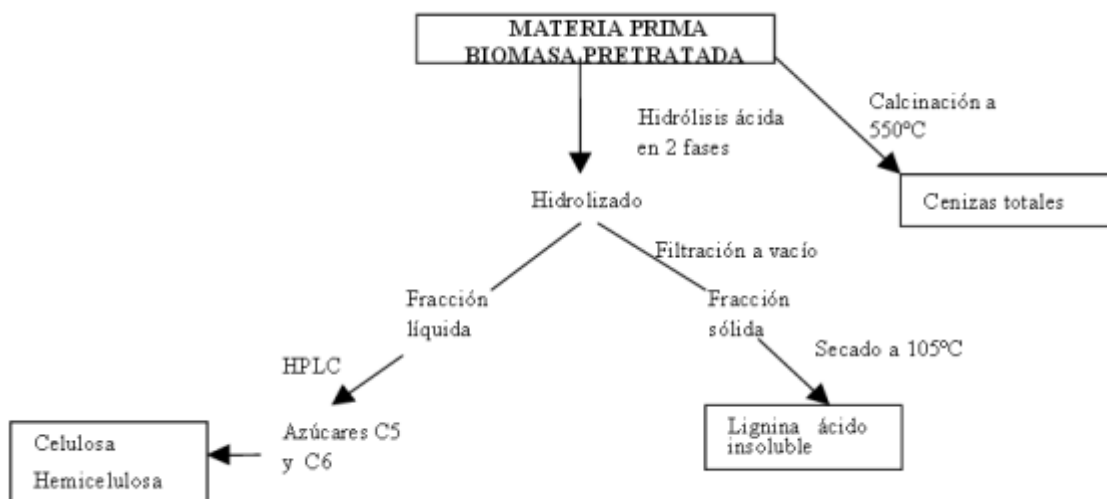 MATERIA PRIMA
BIOMASA PRETRATADA
Calcinación a
550ºC
Hidrólisis ácida
en 2 fases
Cenizas totales
Hidrolizado
Filtración a vacío
Fracción
líquida
Fracción
sólida
Secado a 105ºC
HPLC
Azúcares C5
y C6
Lignina ácido
insoluble
Celulosa
Hemicelulosa